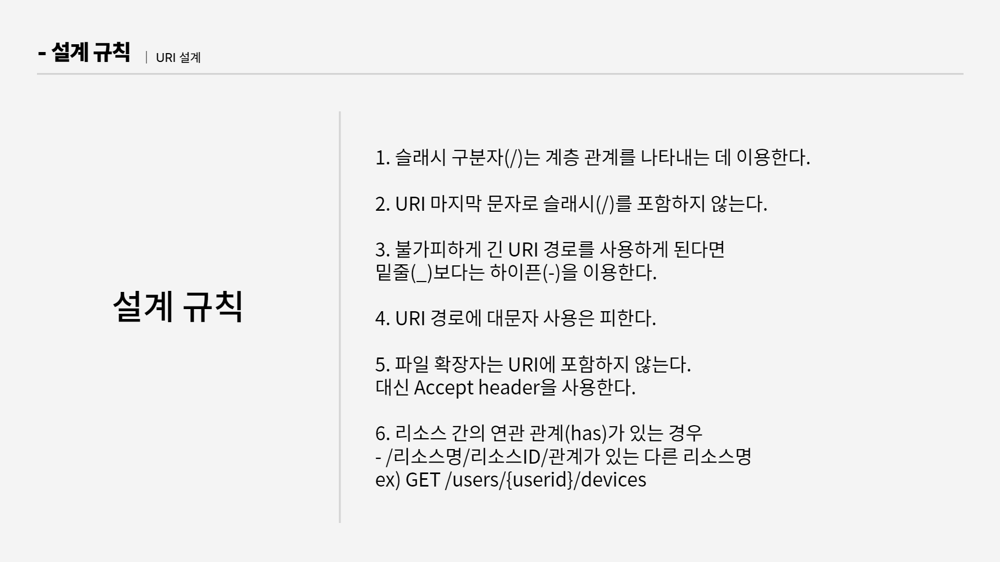 - 설계 규칙 | URI 설계
설계 규칙
1. 슬래시 구분자(/)는 계층 관계를 나타내는 데 이용한다.
2. URI 마지막 문자로 슬래시(/)를 포함하지 않는다.
3. 불가피하게 긴 URI 경로를 사용하게 된다면
밑줄(_)보다는 하이픈(-)을 이용한다.
4. URI 경로에 대문자 사용은 피한다.
5. 파일 확장자는 URI에 포함하지 않는다.
대신 Accept header을 사용한다.
6. 리소스 간의 연관 관계(has)가 있는 경우
- /리소스명/리소스ID/관계가 있는 다른 리소스명
ex) GET /users/{userid}/devices